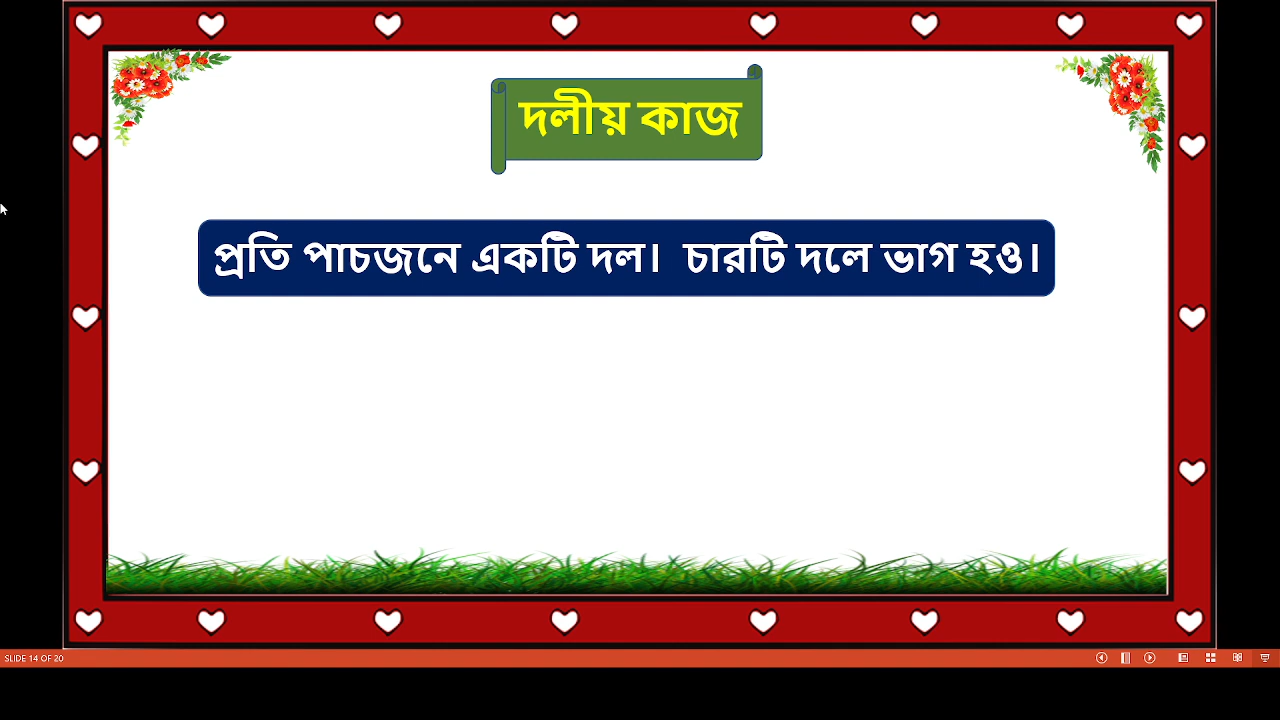 দলীয় কাজ
প্রতি পাচজনে একটি দল।  চারটি দলে ভাগ হও।
SLIDE 14 OF 20